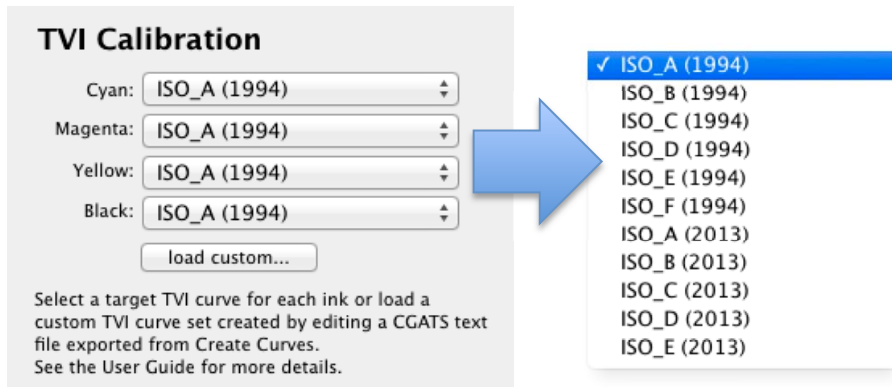 TVI Calibration
Cyan: ISO_A (1994)
Magenta: ISO_A (1994)
Yellow: ISO_A (1994)
Black: ISO_A (1994)
load custom...
Select a target TVI curve for each ink or load a
custom TVI curve set created by editing a CGATS text
file exported from Create Curves.
See the User Guide for more details.
✓ ISO_A (1994)
ISO_B (1994)
ISO_C (1994)
ISO_D (1994)
ISO_E (1994)
ISO_F (1994)
ISO_A (2013)
ISO_B (2013)
ISO_C (2013)
ISO_D (2013)
ISO_E (2013)